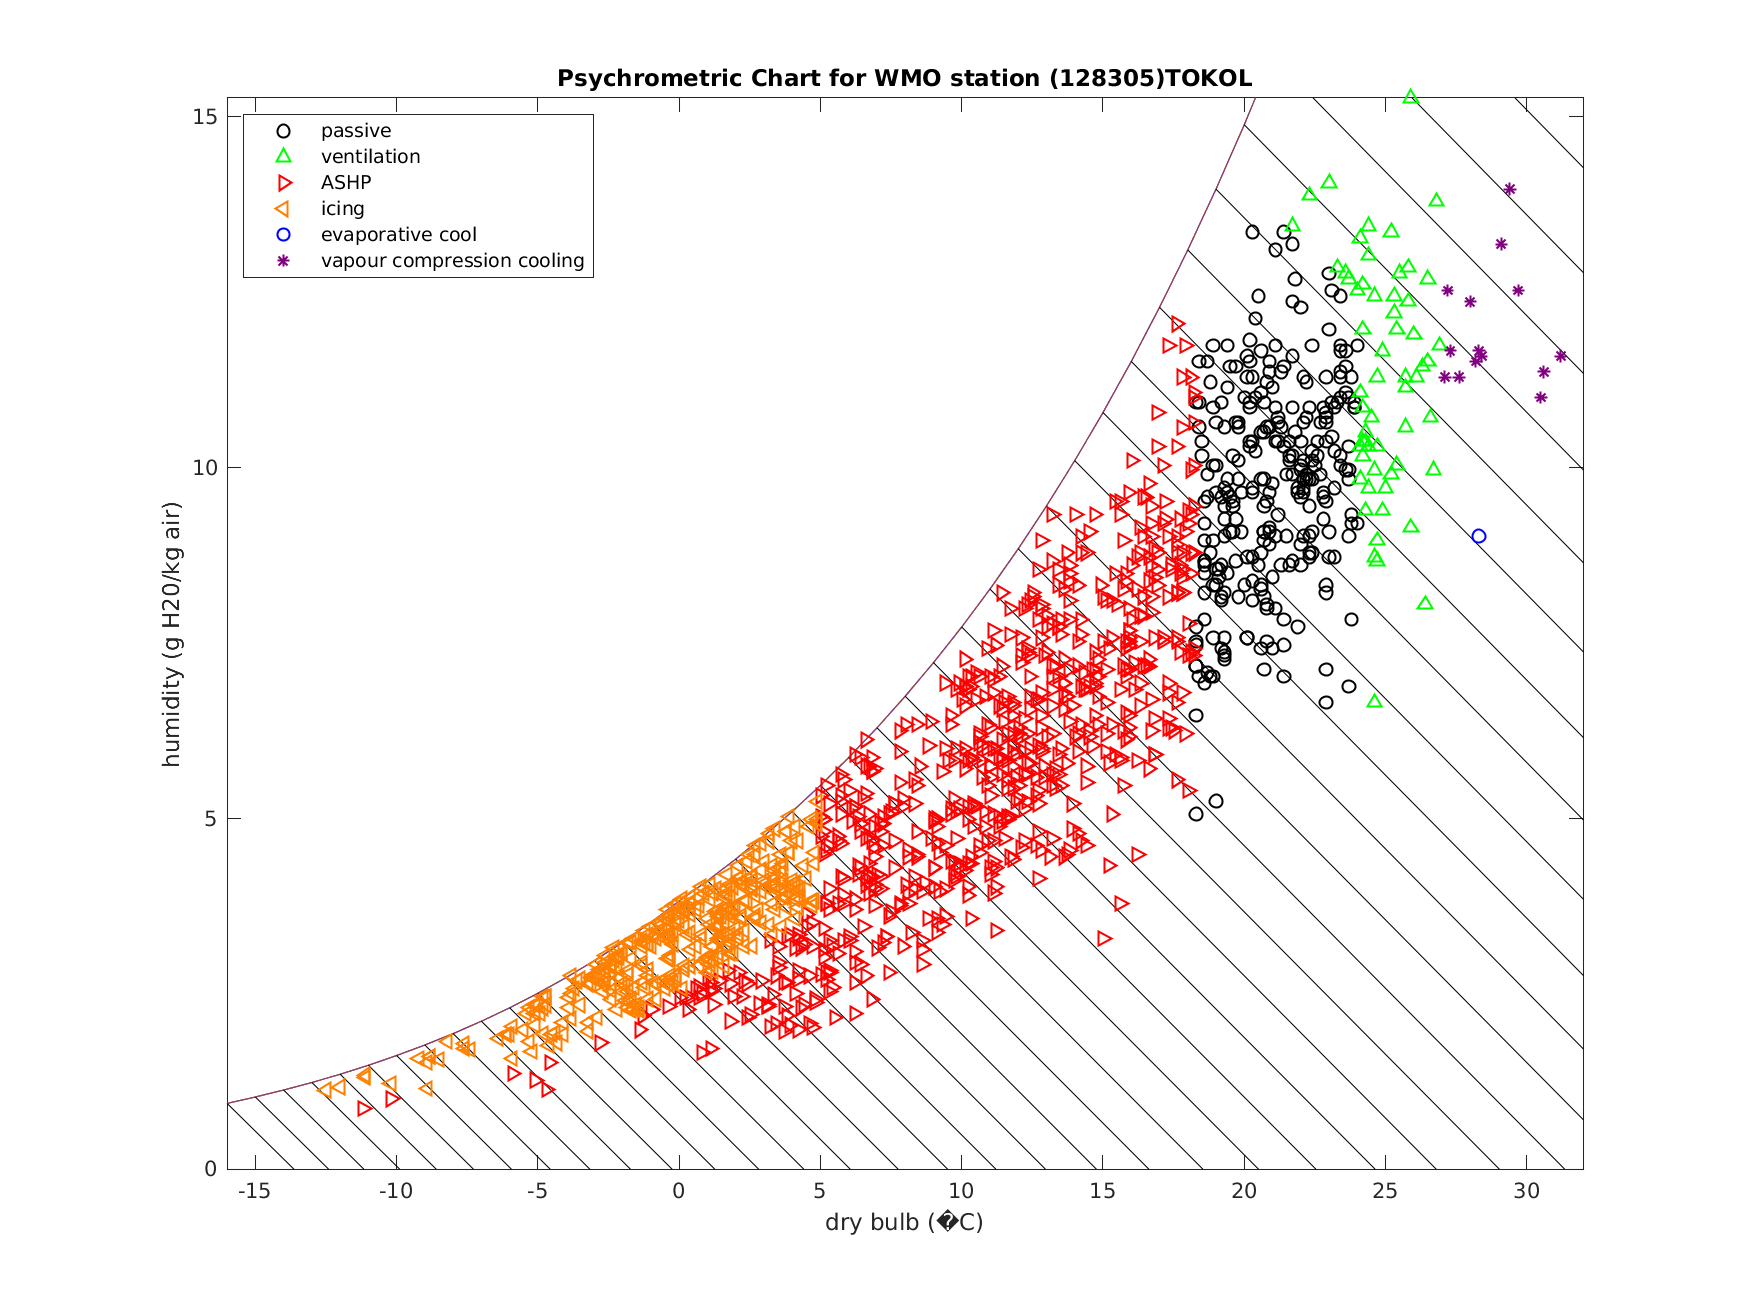 Psychrometric Chart for WMO station (128305)TOKOL
15
10
5
0
humidity (g H20/kg air)
passive
ventilation
ASHP
icing
evaporative cool
vapour compression cooling
-15 -10 -5 0 5 10 15 20 25 30
dry bulb (�C)